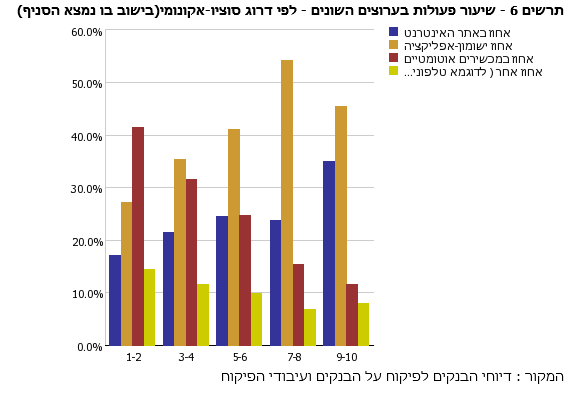 תרשים 6 - שיעור פעולות בערוצים השונים - לפי דרוג סוציו-אקונומי(בישוב בו נמצא הסניף)
אחוז באתר האינטרנט
אחוז ישומון-אפליקציה
אחוז במכשירים אוטומטיים
אחוז אחר ( לדוגמא טלפוני...
60.0%
50.0%
40.0%
30.0%
20.0%
10.0%
0.0%
1-2 3-4 5-6 7-8 9-10
המקור : דיווחי הבנקים לפיקוח על הבנקים ועיבודי הפיקוח